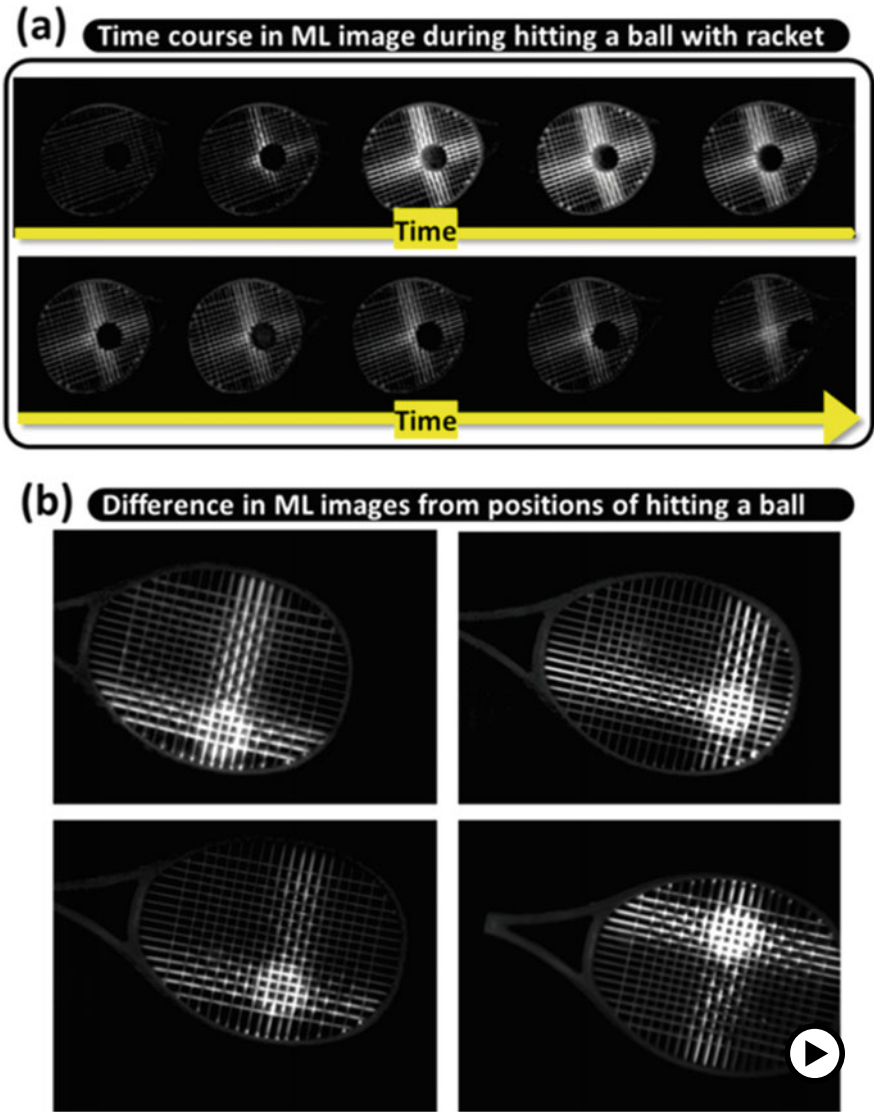 (a) Time course in ML image during hitting a ball with racket
Time
Time
(b) Difference in ML images from positions of hitting a ball